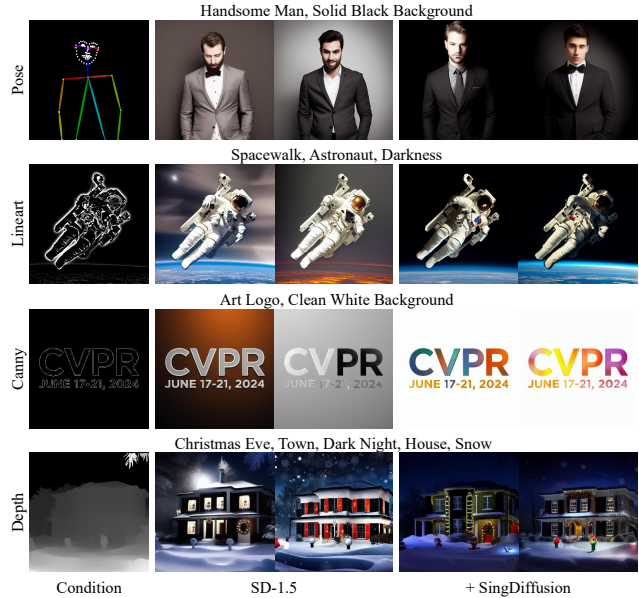 Handsome Man, Solid Black Background
Pose
Spacewalk, Astronaut, Darkness
Lineart
Art Logo, Clean White Background
Canny
CVPR
JUNE 17-21, 2024
CVPR
JUNE 17-21, 2024
CVPR
JUNE 17-21, 2024
CVPR
JUNE 17-21, 2024
CVPR
JUNE 17-21, 2024
Christmas Eve, Town, Dark Night, House, Snow
Depth
Condition
SD-1.5
+ SingDiffusion